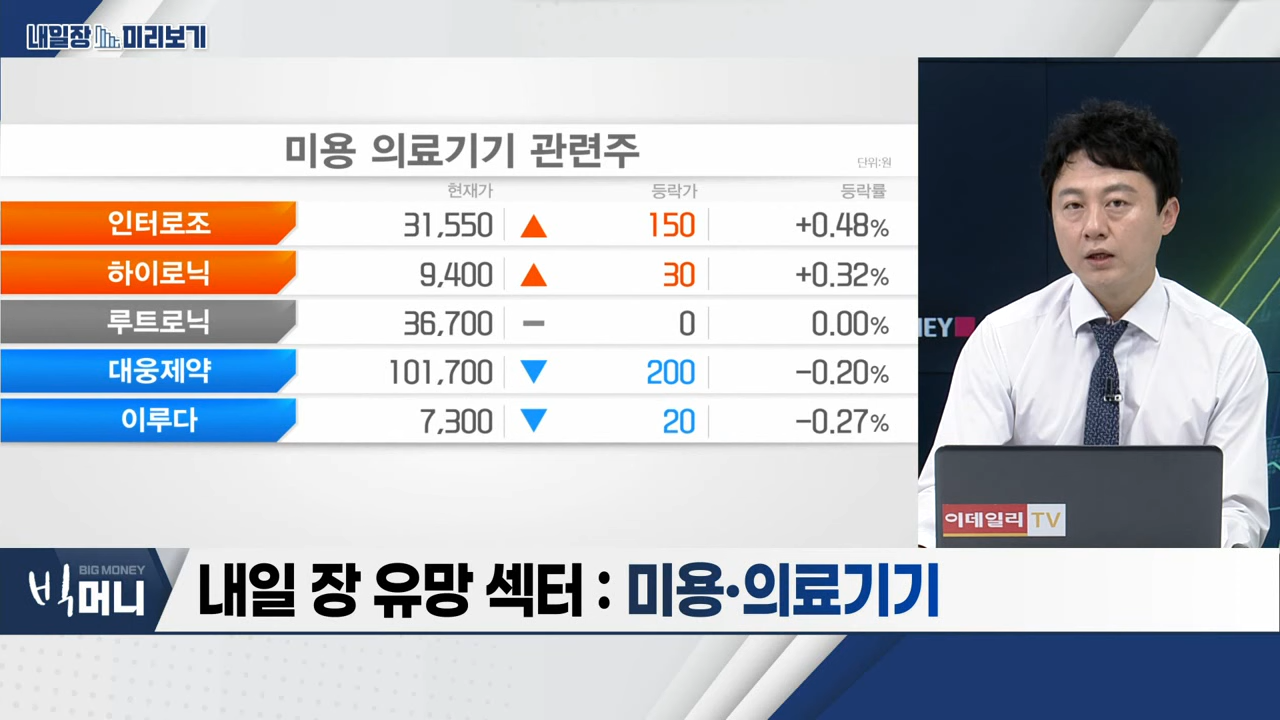 내일장 미리보기
미용 의료기기 관련주
단위:원
현재가 등락가 등락률
인터로조 31,550 ▲ 150 +0.48%
하이로닉 9,400 ▲ 30 +0.32%
루트로닉 36,700 − 0 0.00%
대웅제약 101,700 ▼ 200 −0.20%
이루다 7,300 ▼ 20 −0.27%
이데일리TV
BIG MONEY
빅머니
내일 장 유망 섹터 : 미용·의료기기